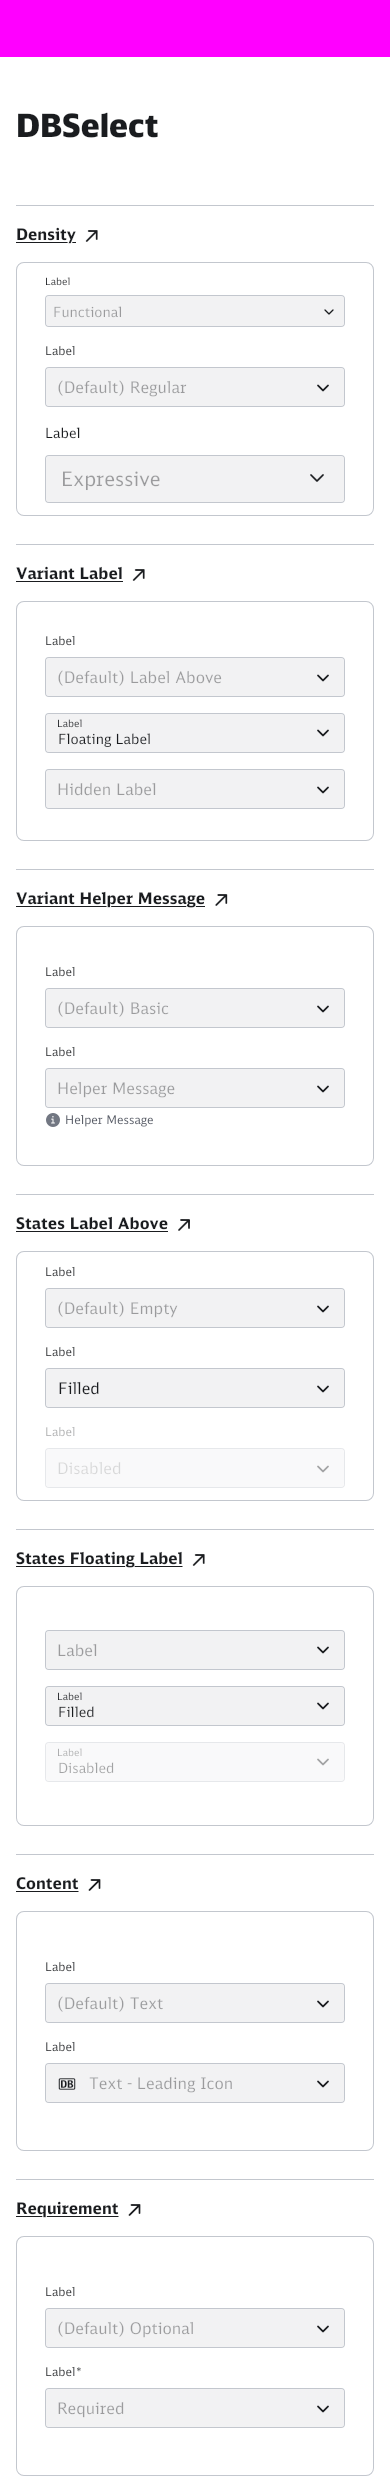 DBSelect
Density
Label
Functional
Label
(Default) Regular
Label
Expressive
Variant Label
Label
(Default) Label Above
Label
Floating Label
Hidden Label
Variant Helper Message
Label
(Default) Basic
Label
Helper Message
Helper Message
States Label Above
Label
(Default) Empty
Label
Filled
Label
Disabled
States Floating Label
Label
Label
Filled
Label
Disabled
Content
Label
(Default) Text
Label
DB Text - Leading Icon
Requirement
Label
(Default) Optional
Label*
Required